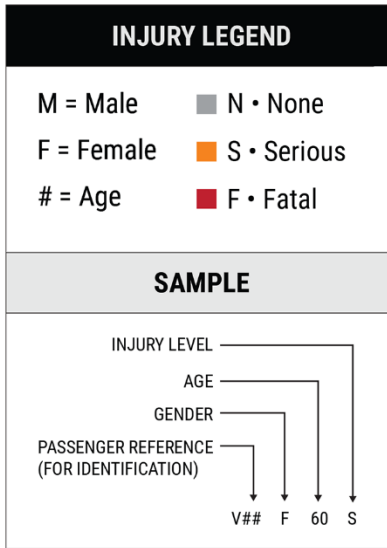 INJURY LEGEND
M = Male
N • None
F = Female
S • Serious
# = Age
F • Fatal
SAMPLE
INJURY LEVEL
AGE
GENDER
PASSENGER REFERENCE
(FOR IDENTIFICATION)
V## F 60 S